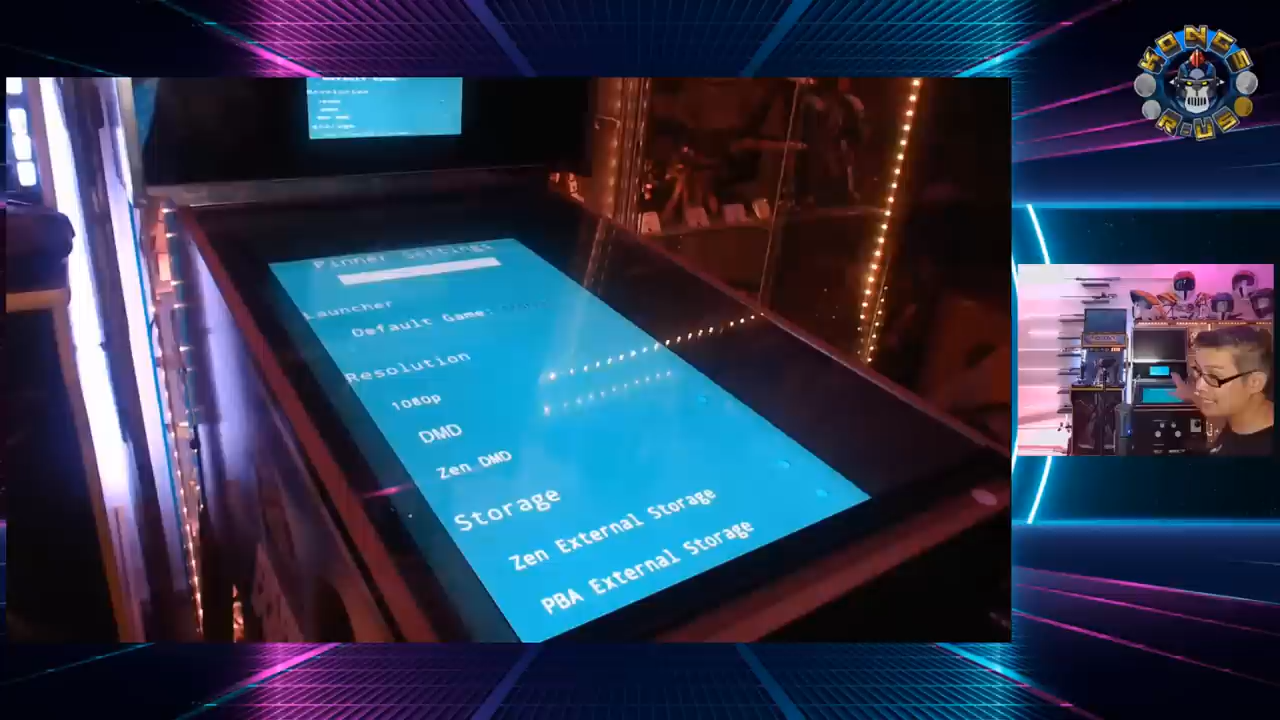 KONGS
R-US
Pinner Settings
Launcher
Default Game:
Resolution
1080p
DMD
Zen DMD
Storage
Zen External Storage
PBA External Storage